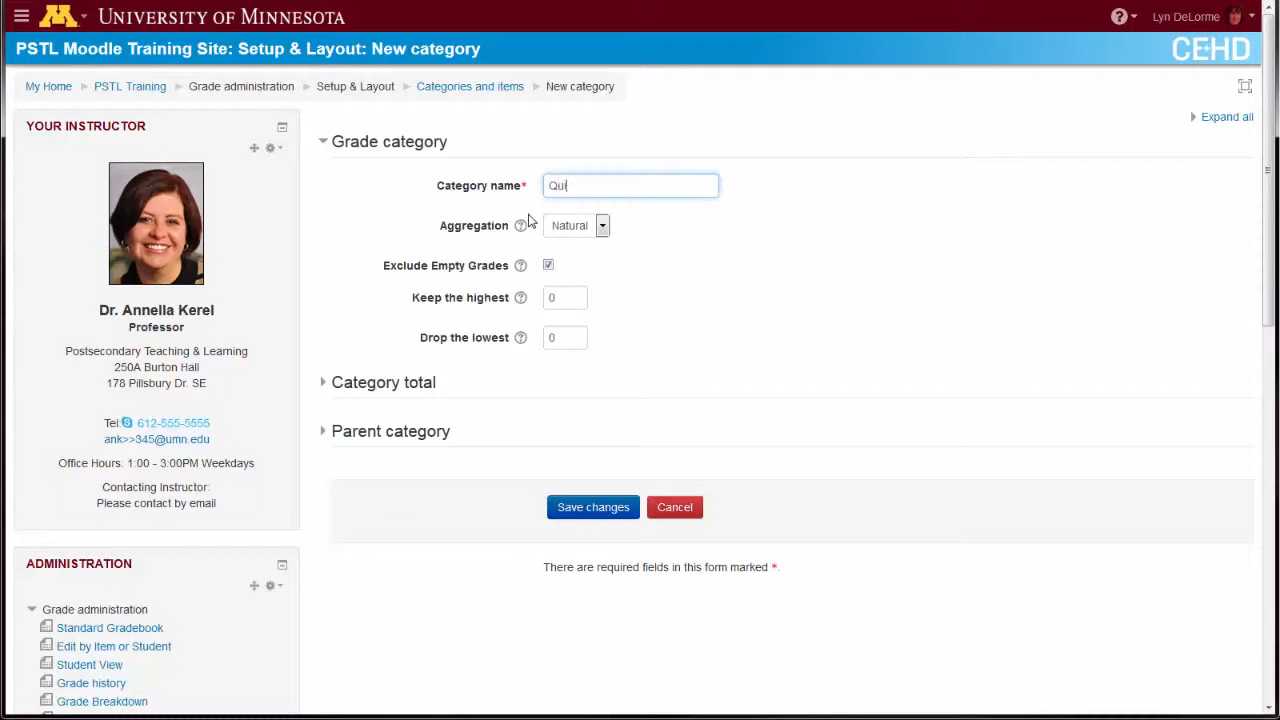 UNIVERSITY OF MINNESOTA
Lyn DeLorme
PSTL Moodle Training Site: Setup & Layout: New category
CEHD
My Home PSTL Training Grade administration Setup & Layout Categories and items New category
Expand all
YOUR INSTRUCTOR
Dr. Annella Kerel
Professor
Postsecondary Teaching & Learning
250A Burton Hall
178 Pillsbury Dr. SE
Tel: 612-555-5555
ank>>345@umn.edu
Office Hours: 1:00 - 3:00PM Weekdays
Contacting Instructor:
Please contact by email
ADMINISTRATION
Grade administration
Standard Gradebook
Edit by Item or Student
Student View
Grade history
Grade Breakdown
Grade category
Category name* Qui
Aggregation Natural
Exclude Empty Grades
Keep the highest 0
Drop the lowest 0
Category total
Parent category
Save changes Cancel
There are required fields in this form marked *.